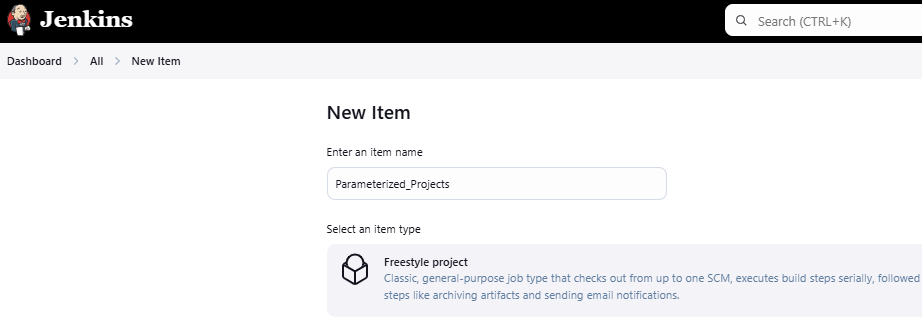 Jenkins
Search (CTRL+K)
Dashboard > All > New Item
New Item
Enter an item name
Parameterized_Projects
Select an item type
Freestyle project
Classic, general-purpose job type that checks out from up to one SCM, executes build steps serially, followed
steps like archiving artifacts and sending email notifications.